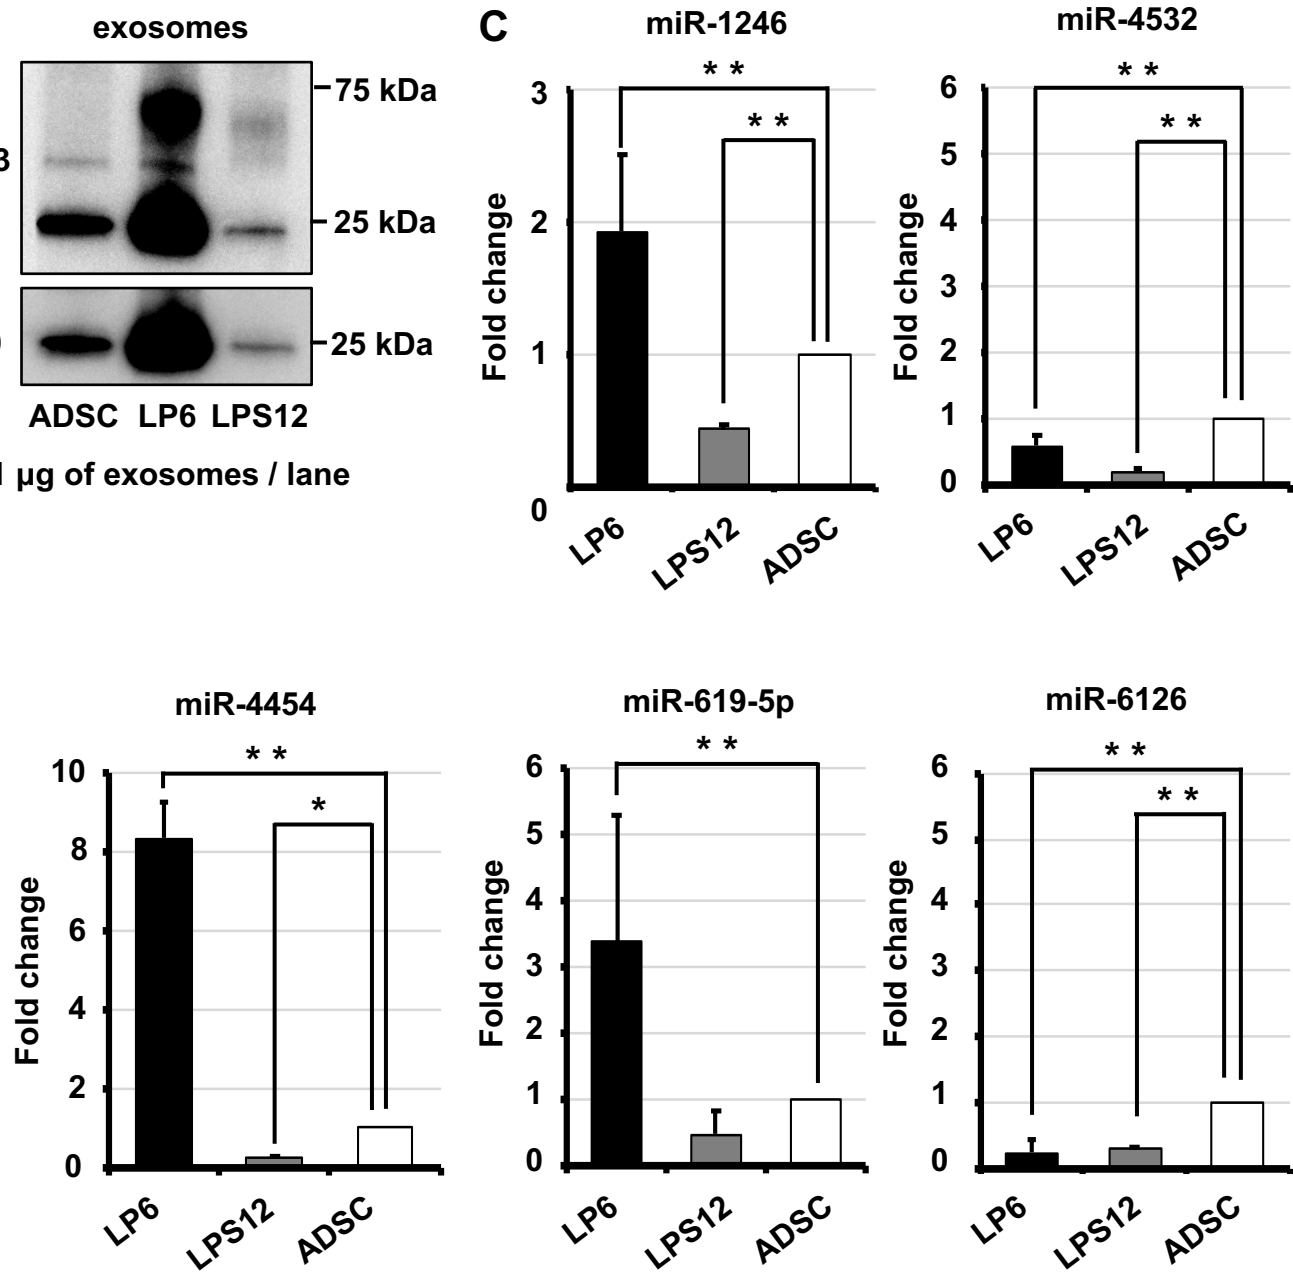 exosomes
75 kDa
3
25 kDa
25 kDa
ADSC LP6 LPS12
µg of exosomes / lane
C
miR-1246
* *
* *
Fold change
3
2
1
0
LP6
LPS12
ADSC
miR-4532
* *
* *
Fold change
6
5
4
3
2
1
0
LP6
LPS12
ADSC
miR-4454
* *
*
Fold change
10
8
6
4
2
0
LP6
LPS12
ADSC
miR-619-5p
* *
Fold change
6
5
4
3
2
1
0
LP6
LPS12
ADSC
miR-6126
* *
* *
Fold change
6
5
4
3
2
1
0
LP6
LPS12
ADSC